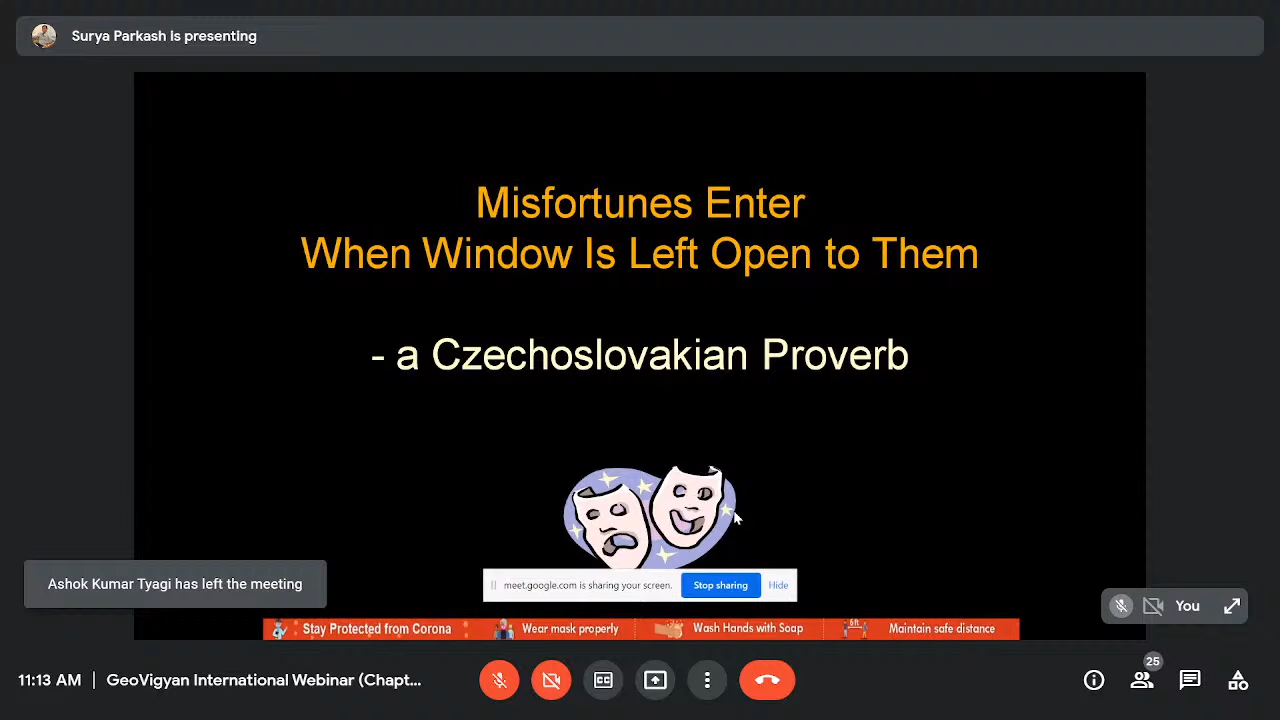 Surya Parkash is presenting
Misfortunes Enter
When Window Is Left Open to Them
- a Czechoslovakian Proverb
meet.google.com is sharing your screen. Stop sharing Hide
Ashok Kumar Tyagi has left the meeting
You
Stay Protected from Corona Wear mask properly Wash Hands with Soap 6ft Maintain safe distance
11:13 AM | GeoVigyan International Webinar (Chapt...
25